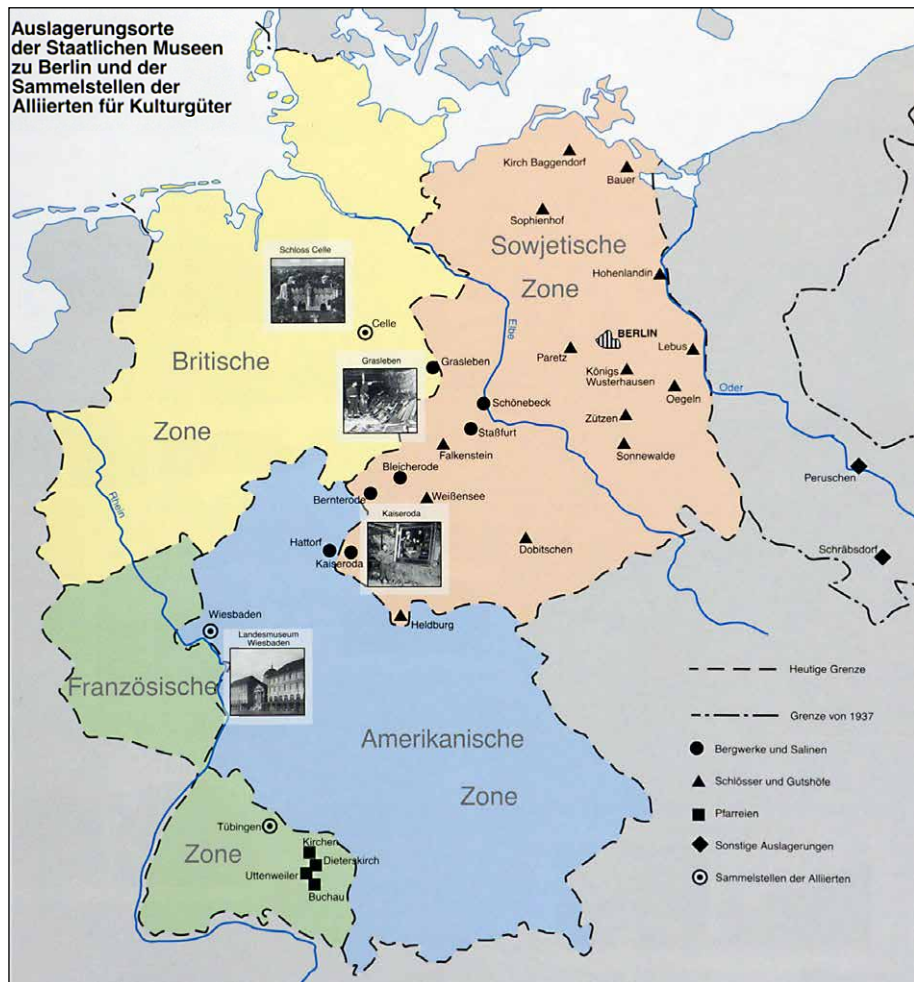 Auslagerungsorte
der Staatlichen Museen
zu Berlin und der
Sammelstellen der
Alliierten für Kulturgüter
Kirch Baggendorf
Bauer
Sophienhof
Sowjetische
Zone
Hohenlandin
Schloss Celle
Celle
Elbe
BERLIN
Paretz
Lebus
Britische
Zone
Grasleben
Grasleben
Königs
Wusterhausen
Oegeln
Oder
Schönebeck
Staßfurt
Zützen
Falkenstein
Sonnewalde
Peruschen
Bleicherode
Bernterode
Weißensee
Rhein
Kaiseroda
Hattorf
Kaiseroda
Dobitschen
Schräbsdorf
Wiesbaden
Heldburg
Landesmuseum
Wiesbaden
Französische
Amerikanische
Zone
Tübingen
Zone
Kirchen
Dieterskirch
Uttenweiler
Buchau
Heutige Grenze
Grenze von 1937
Bergwerke und Salinen
Schlösser und Gutshöfe
Pfarreien
Sonstige Auslagerungen
Sammelstellen der Alliierten